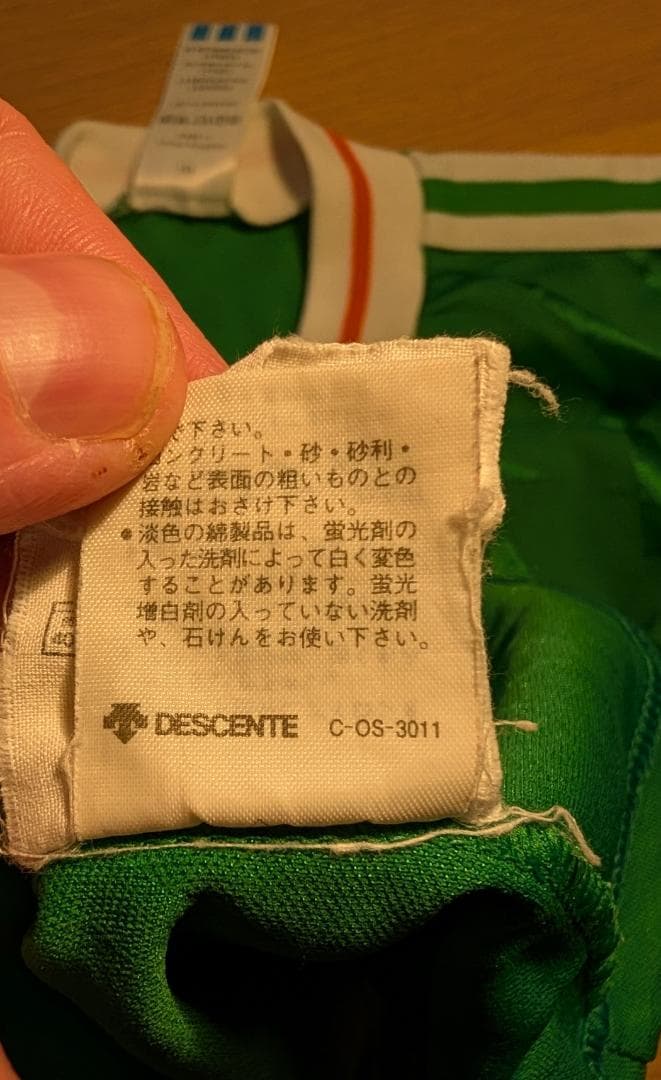 で下さい。
ンクリート・砂・砂利・
岩など表面の粗いものとの
接触はおさけ下さい。
●淡色の綿製品は、蛍光剤の
入った洗剤によって白く変色
することがあります。蛍光
増白剤の入っていない洗剤
や、石けんをお使い下さい。
DESCENTE C-OS-3011